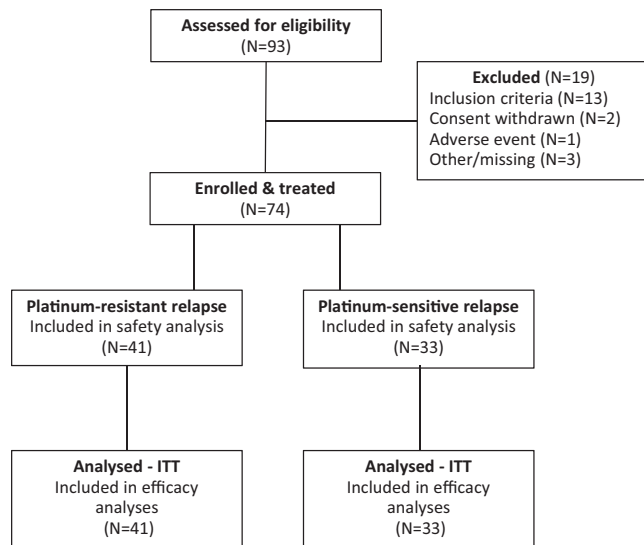 Assessed for eligibility
(N=93)
Excluded (N=19)
Inclusion criteria (N=13)
Consent withdrawn (N=2)
Adverse event (N=1)
Other/missing (N=3)
Enrolled & treated
(N=74)
Platinum-resistant relapse
Included in safety analysis
(N=41)
Platinum-sensitive relapse
Included in safety analysis
(N=33)
Analysed - ITT
Included in efficacy
analyses
(N=41)
Analysed - ITT
Included in efficacy
analyses
(N=33)